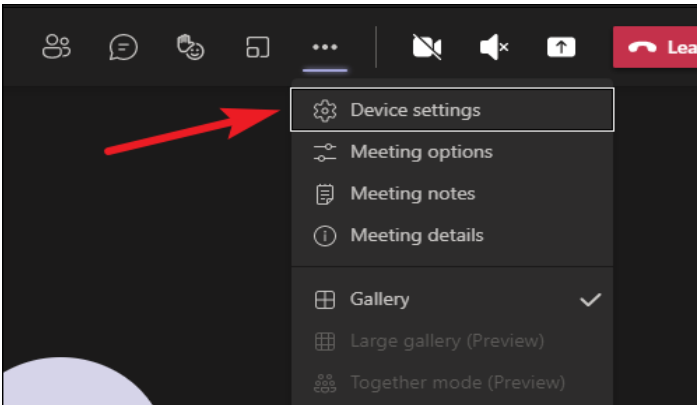 Lea
Device settings
Meeting options
Meeting notes
Meeting details
Gallery
Large gallery (Preview)
Together mode (Preview)